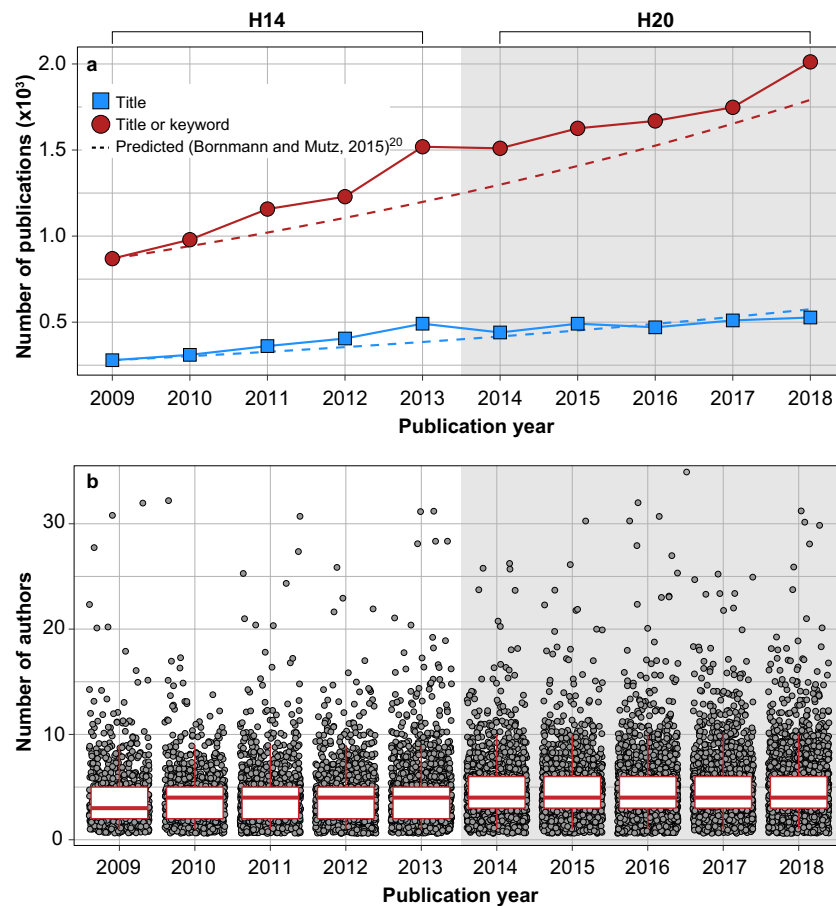 H14 H20
a
2.0
1.5
1.0
0.5
Number of publications (x10³)
Title
Title or keyword
Predicted (Bornmann and Mutz, 2015)²⁰
2009 2010 2011 2012 2013 2014 2015 2016 2017 2018
Publication year
b
30
20
10
0
Number of authors
2009 2010 2011 2012 2013 2014 2015 2016 2017 2018
Publication year